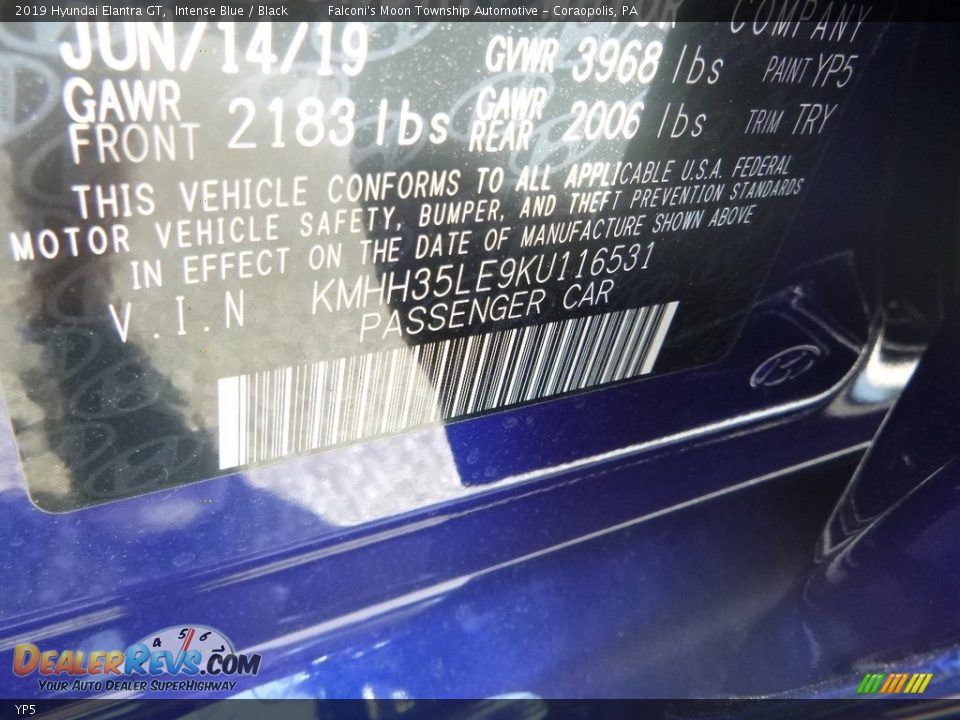 2019 Hyundai Elantra GT, Intense Blue / Black Falconi's Moon Township Automotive – Coraopolis, PA
COMPANY
JUN/14/19 GVWR 3968 lbs PAINT YP5
GAWR FRONT 2183 lbs GAWR REAR 2006 lbs TRIM TRY
THIS VEHICLE CONFORMS TO ALL APPLICABLE U.S.A. FEDERAL
MOTOR VEHICLE SAFETY, BUMPER, AND THEFT PREVENTION STANDARDS
IN EFFECT ON THE DATE OF MANUFACTURE SHOWN ABOVE
V.I.N KMHH35LE9KU116531
PASSENGER CAR
4 5 6
DEALERREVS.COM
YOUR AUTO DEALER SUPERHIGHWAY
YP5